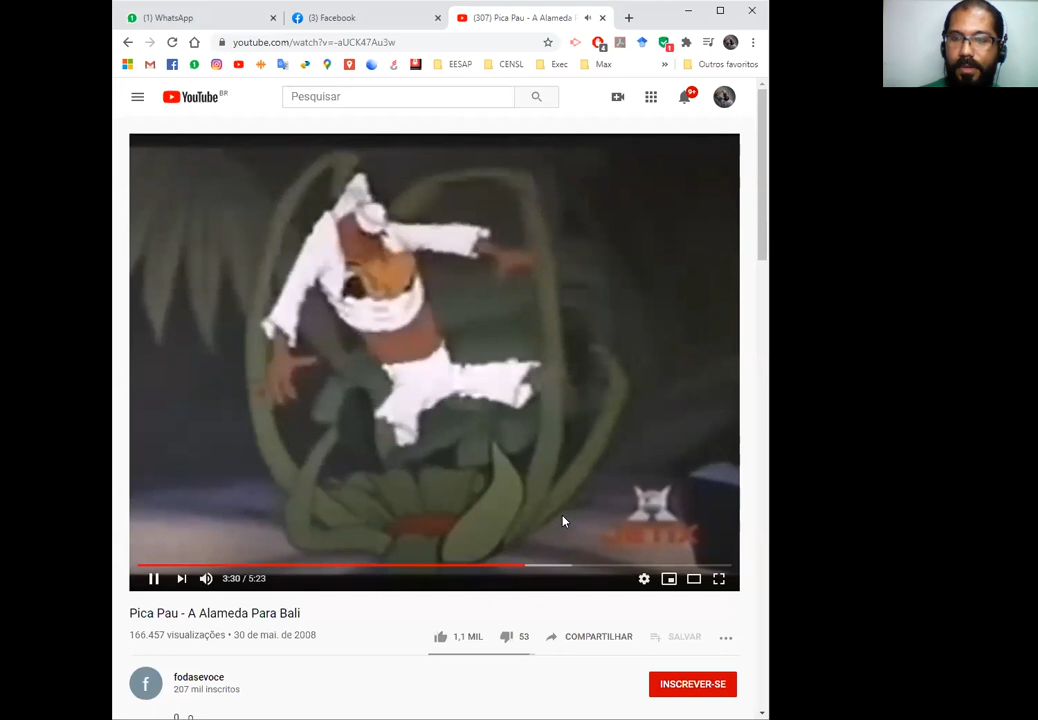 (1) WhatsApp
(3) Facebook
(307) Pica Pau - A Alameda
youtube.com/watch?v=-aUCK47Au3w
EESAP
CENSL
Exec
Max
»
Outros favoritos
YouTube BR
Pesquisar
9+
JETIX
3:30 / 5:23
Pica Pau - A Alameda Para Bali
166.457 visualizações • 30 de mai. de 2008
1,1 MIL
53
COMPARTILHAR
SALVAR
f
fodasevoce
207 mil inscritos
INSCREVER-SE